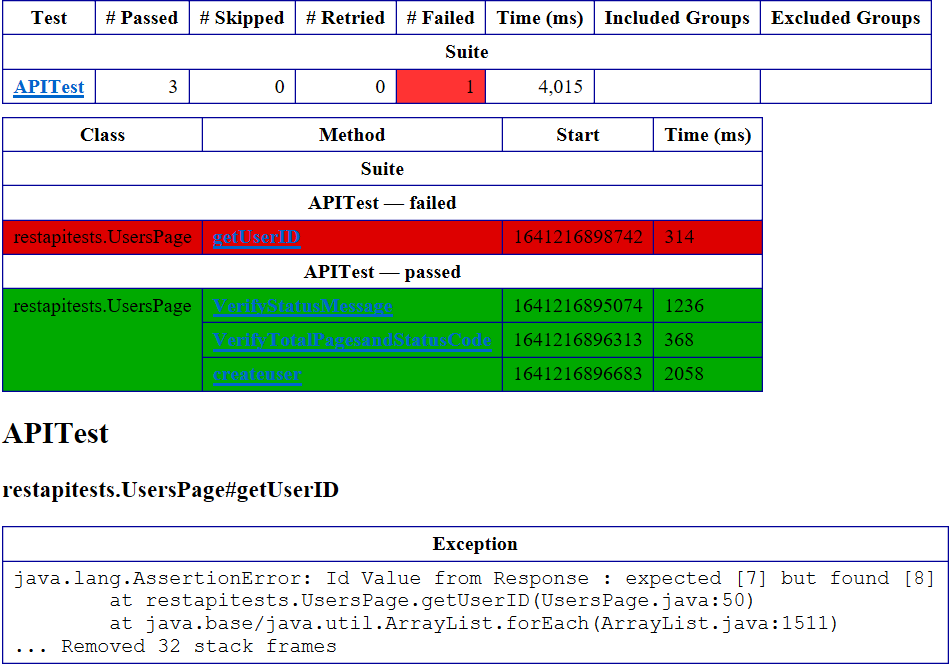 Test # Passed # Skipped # Retried # Failed Time (ms) Included Groups Excluded Groups
Suite
APITest 3 0 0 1 4,015
Class Method Start Time (ms)
Suite
APITest — failed
restapitests.UsersPage getUserID 1641216898742 314
APITest — passed
restapitests.UsersPage VerifyStatusMessage 1641216895074 1236
VerifyTotalPagesandStatusCode 1641216896313 368
createuser 1641216896683 2058
APITest
restapitests.UsersPage#getUserID
Exception
java.lang.AssertionError: Id Value from Response : expected [7] but found [8]
at restapitests.UsersPage.getUserID(UsersPage.java:50)
at java.base/java.util.ArrayList.forEach(ArrayList.java:1511)
... Removed 32 stack frames